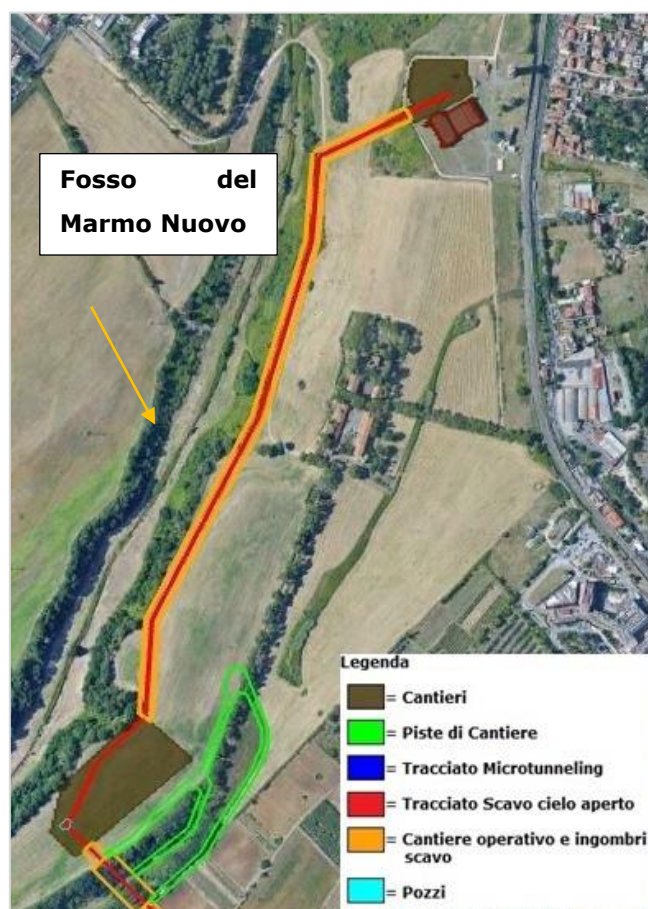 Fosso del
Marmo Nuovo
Legenda
= Cantieri
= Piste di Cantiere
= Tracciato Microtunneling
= Tracciato Scavo cielo aperto
= Cantiere operativo e ingombri
scavo
= Pozzi